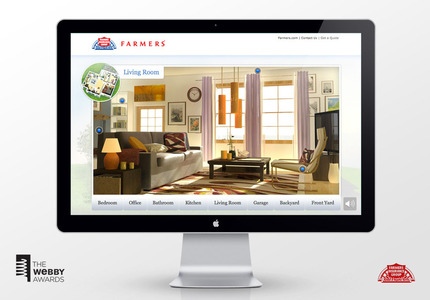 Farmers.com | Contact us | Get a Quote
FARMERS
Living Room
Bedroom Office Bathroom Kitchen Living Room Garage Backyard Front Yard
THE
WEBBY
AWARDS
FARMERS
INSURANCE
GROUP